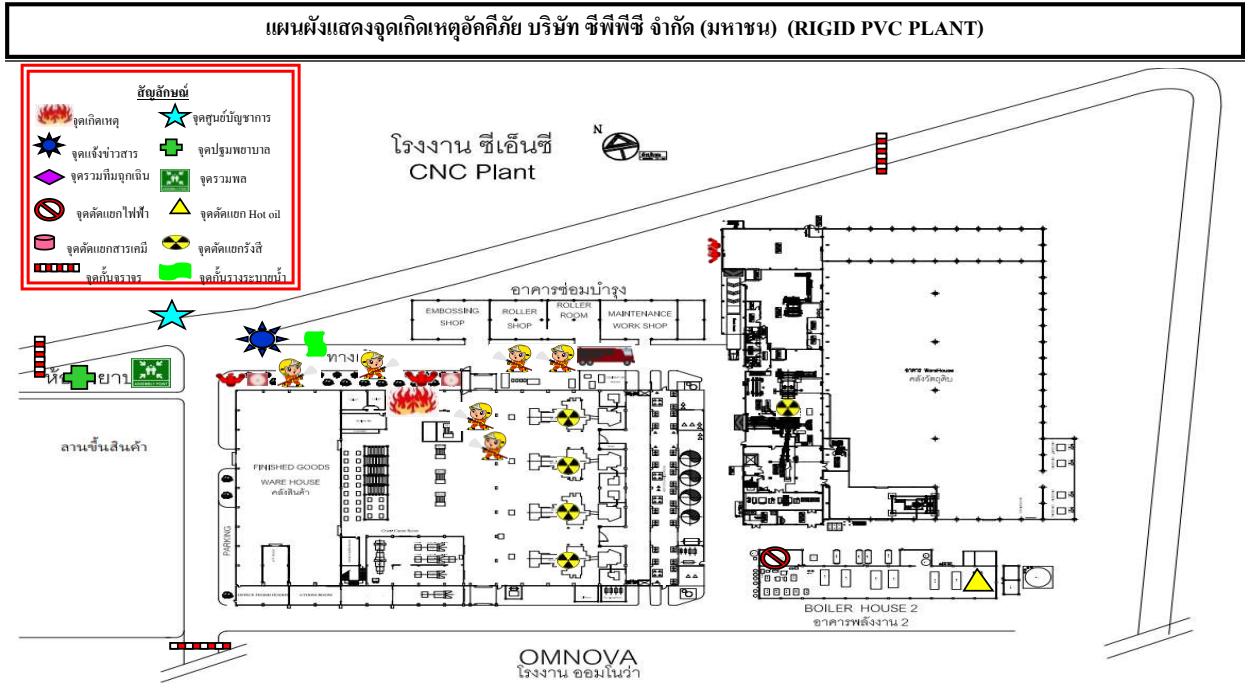 แผนผังแสดงจุดเกิดเหตุอัคคีภัย บริษัท ซีพีพีซี จำกัด (มหาชน) (RIGID PVC PLANT)
สัญลักษณ์
จุดเกิดเหตุ
จุดศูนย์บัญชาการ
จุดแจ้งข่าวสาร
จุดปฐมพยาบาล
จุดรวมทีมฉุกเฉิน
จุดรวมพล
จุดตัดแยกไฟฟ้า
จุดตัดแยก Hot oil
จุดตัดแยกสารเคมี
จุดตัดแยกรังสี
จุดกั้นจราจร
จุดกั้นรางระบายน้ำ
โรงงาน ซีเอ็นซี
CNC Plant
N
อาคารซ่อมบำรุง
EMBOSSING
SHOP
ROLLER
SHOP
ROLLER
ROOM
MAINTENANCE
WORK SHOP
ASSEMBLY POINT
ลานขึ้นสินค้า
FINISHED GOODS
WARE HOUSE
คลังสินค้า
PARKING
อาคาร WareHouse
คลังวัตถุดิบ
BOILER HOUSE 2
อาคารพลังงาน 2
OMNOVA
โรงงาน ออมโนว่า